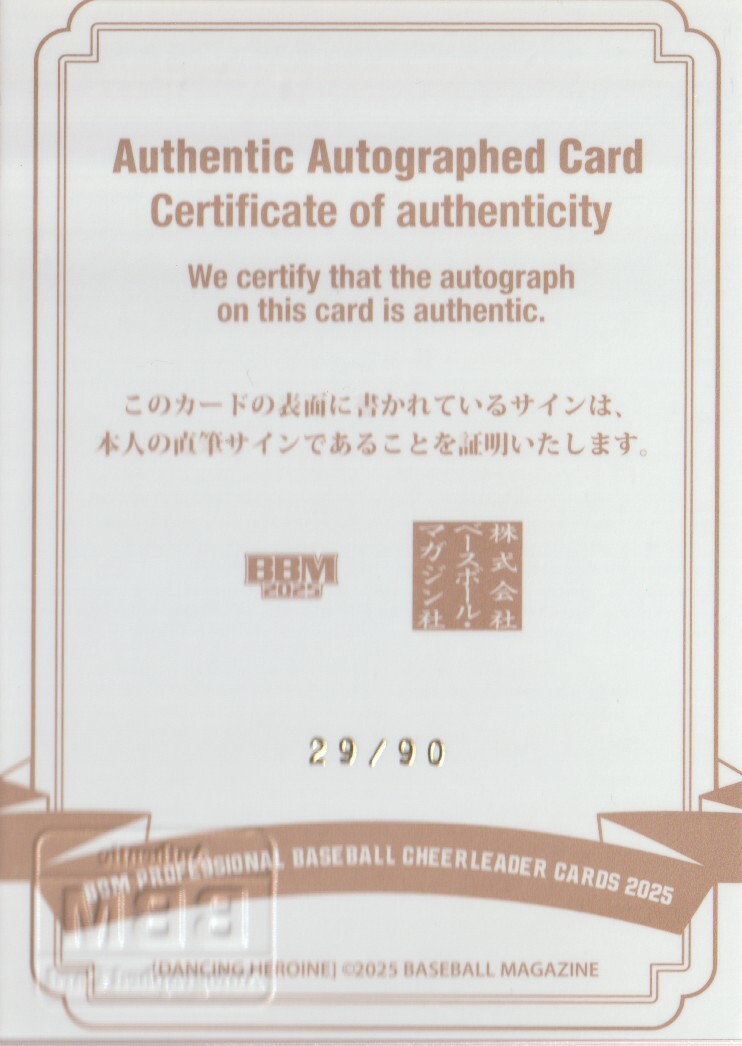 Authentic Autographed Card
Certificate of authenticity
We certify that the autograph
on this card is authentic.
このカードの表面に書かれているサインは、
本人の直筆サインであることを証明いたします。
BBM
2025
株式会社
ベースボール・
マガジン社
29/90
BBM PROFESSIONAL BASEBALL CHEERLEADER CARDS 2025
Authentic
BBM
[DANCING HEROINE] ©2025 BASEBALL MAGAZINE